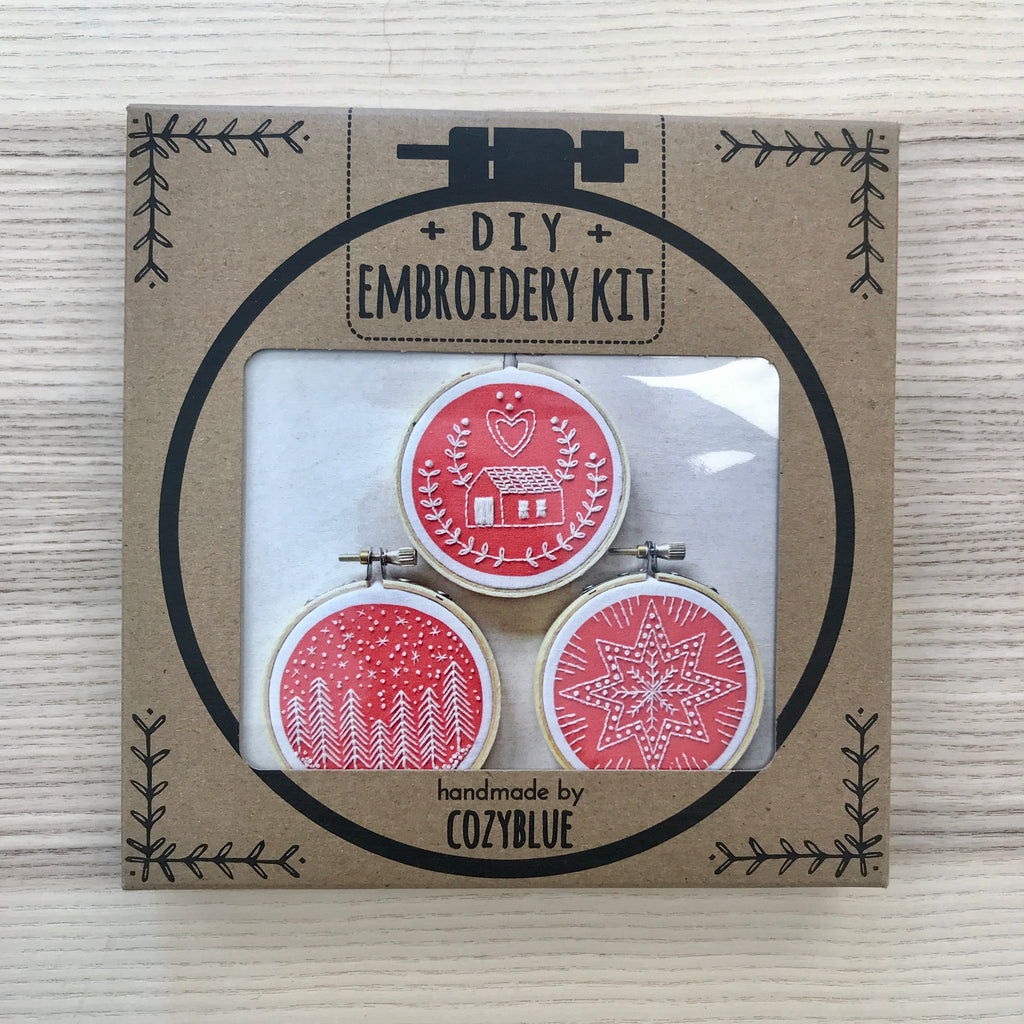 + DIY +
EMBROIDERY KIT
handmade by
COZYBLUE